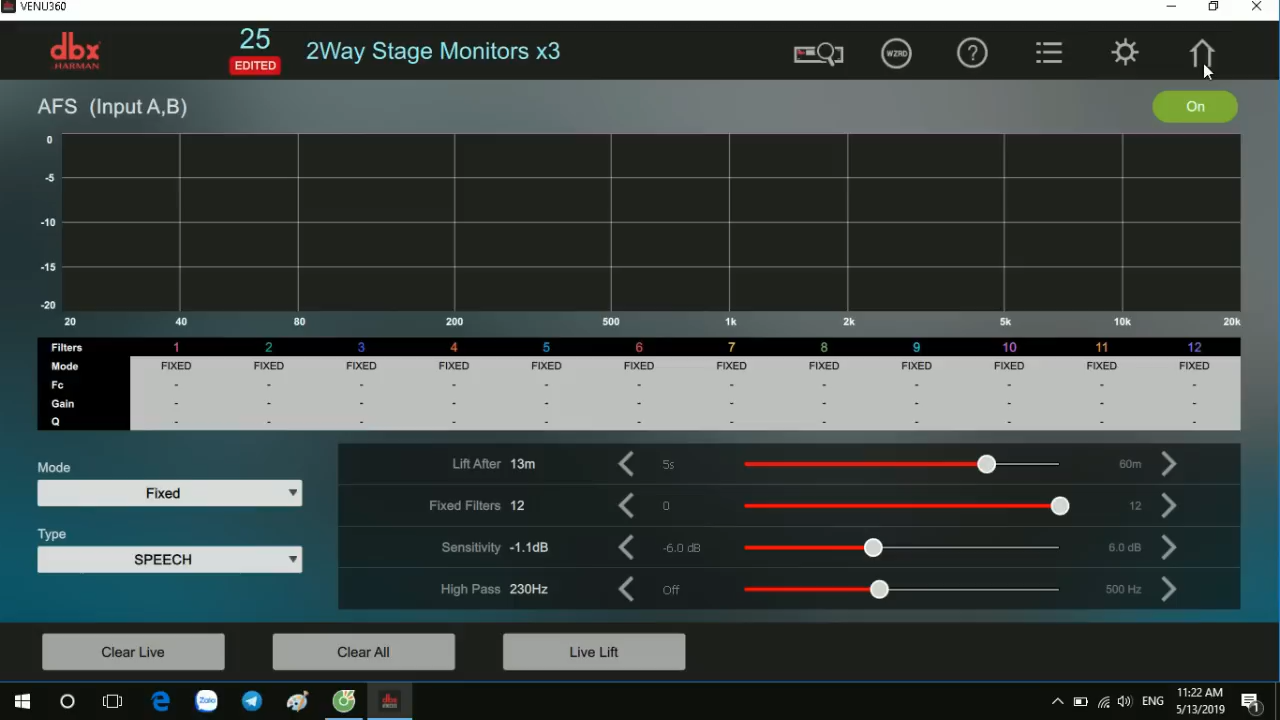 VENU360
dbx
HARMAN
25
EDITED
2Way Stage Monitors x3
WZRD
?
AFS (Input A,B)
On
0
-5
-10
-15
-20
20 40 80 200 500 1k 2k 5k 10k 20k
Filters 1 2 3 4 5 6 7 8 9 10 11 12
Mode FIXED FIXED FIXED FIXED FIXED FIXED FIXED FIXED FIXED FIXED FIXED FIXED
Fc - - - - - - - - - - - -
Gain - - - - - - - - - - - -
Q - - - - - - - - - - - -
Mode
Fixed
Type
SPEECH
Lift After 13m 5s 60m
Fixed Filters 12 0 12
Sensitivity -1.1dB -6.0 dB 6.0 dB
High Pass 230Hz Off 500 Hz
Clear Live
Clear All
Live Lift
Zalo
dbx
ENG
11:22 AM
5/13/2019
1